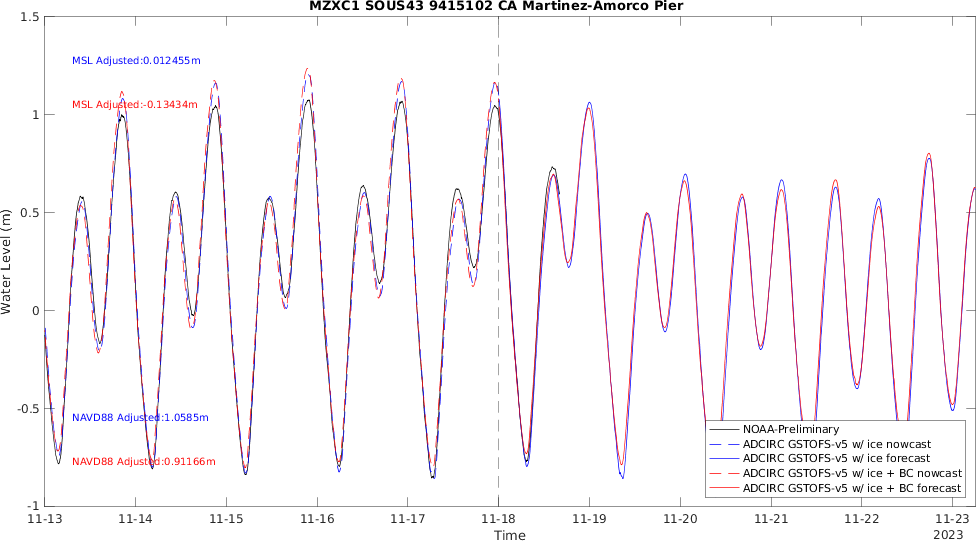 MZXC1 SOUS43 9415102 CA Martinez-Amorco Pier
1.5
1
0.5
0
-0.5
-1
Water Level (m)
MSL Adjusted:0.012455m
MSL Adjusted:-0.13434m
NAVD88 Adjusted:1.0585m
NAVD88 Adjusted:0.91166m
NOAA-Preliminary
ADCIRC GSTOFS-v5 w/ ice nowcast
ADCIRC GSTOFS-v5 w/ ice forecast
ADCIRC GSTOFS-v5 w/ ice + BC nowcast
ADCIRC GSTOFS-v5 w/ ice + BC forecast
11-13 11-14 11-15 11-16 11-17 11-18 11-19 11-20 11-21 11-22 11-23
Time
2023